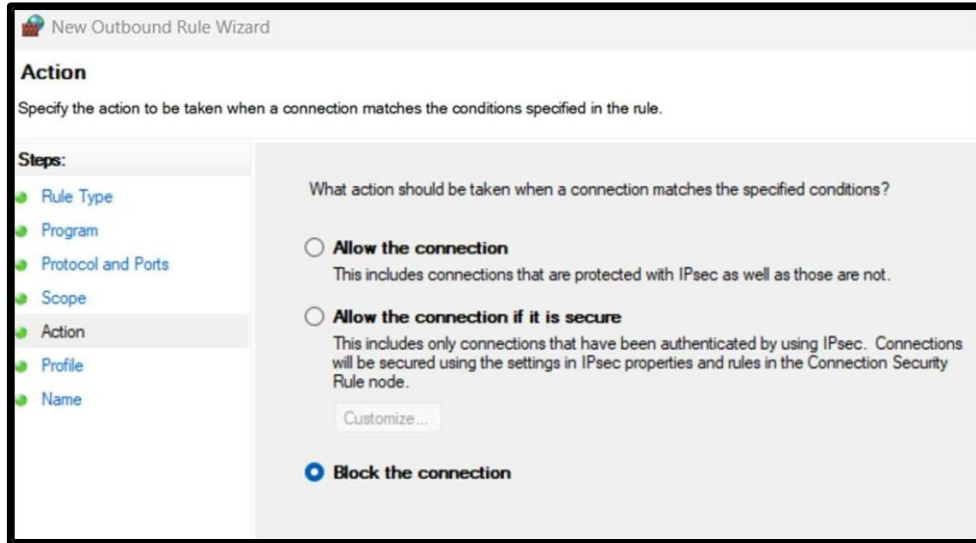 New Outbound Rule Wizard
Action
Specify the action to be taken when a connection matches the conditions specified in the rule.
Steps:
Rule Type
Program
Protocol and Ports
Scope
Action
Profile
Name
What action should be taken when a connection matches the specified conditions?
Allow the connection
This includes connections that are protected with IPsec as well as those are not.
Allow the connection if it is secure
This includes only connections that have been authenticated by using IPsec. Connections
will be secured using the settings in IPsec properties and rules in the Connection Security
Rule node.
Customize...
Block the connection